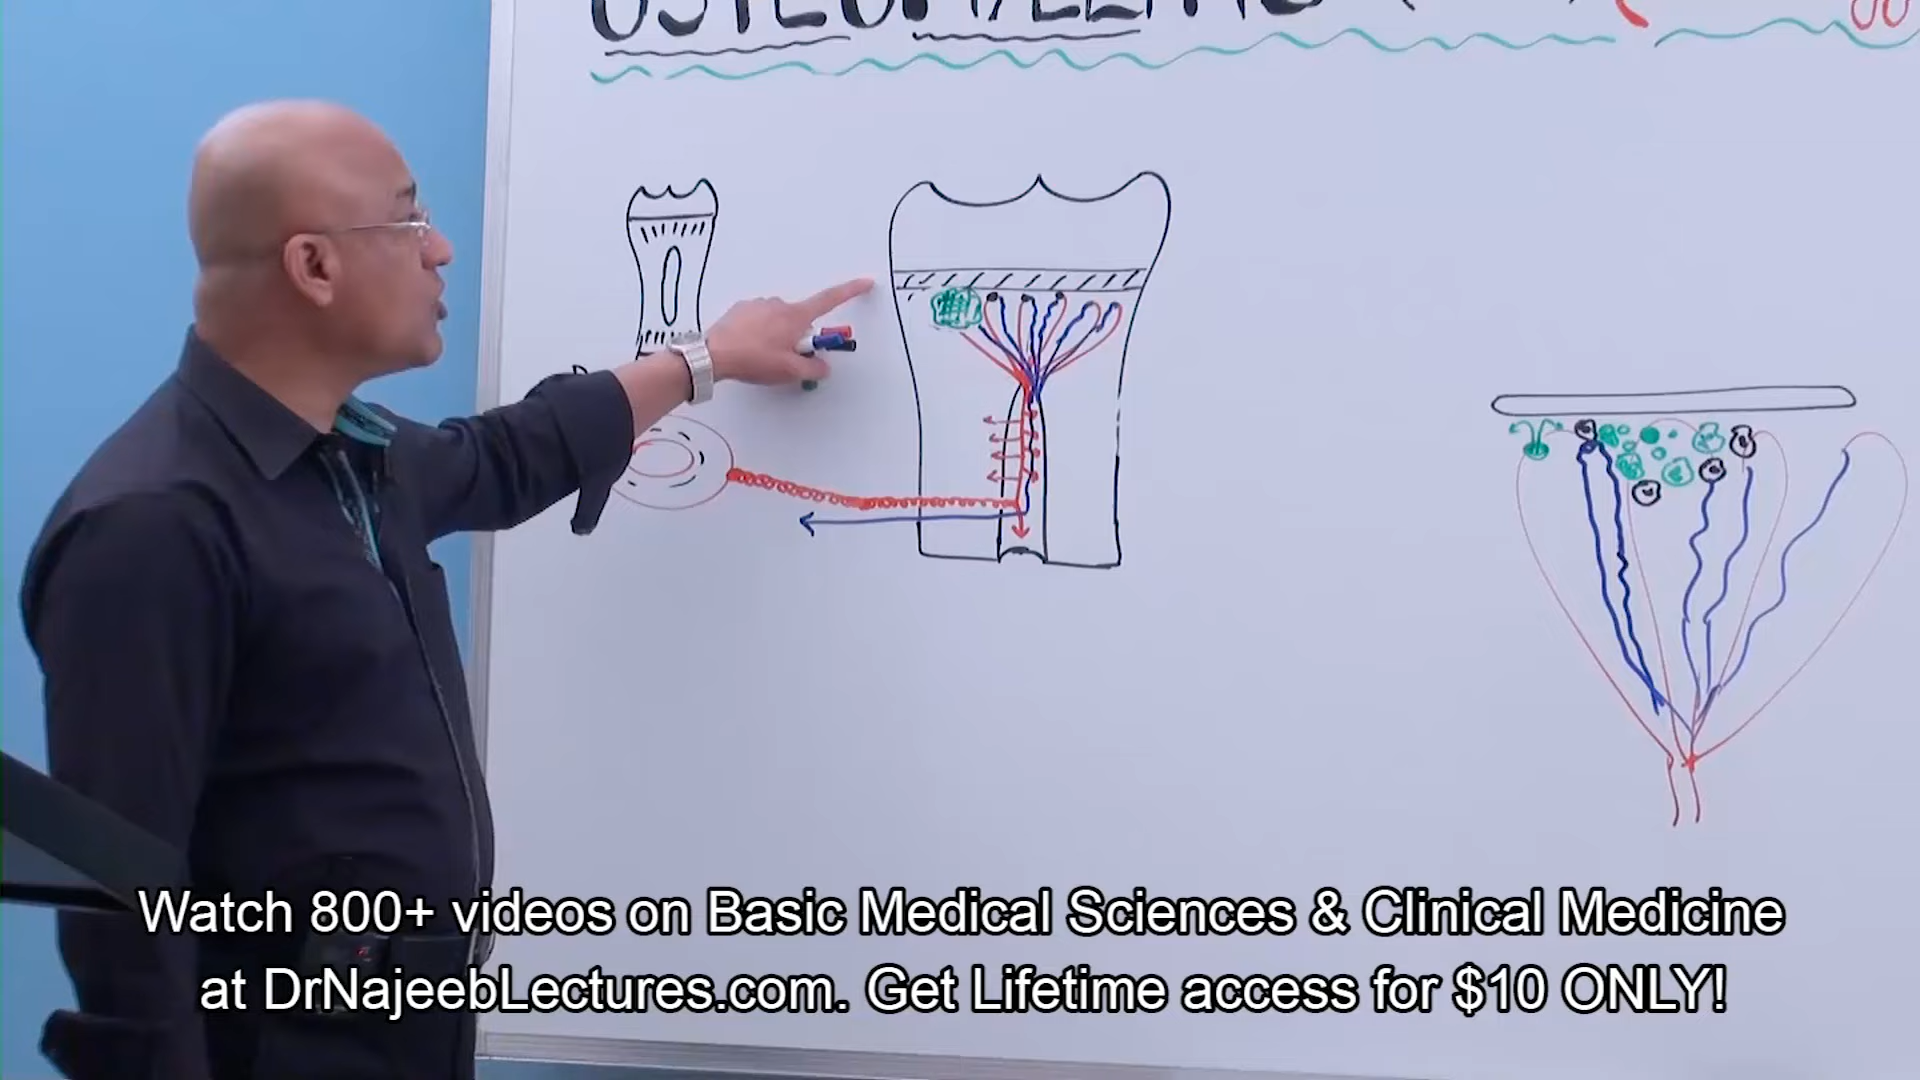 Watch 800+ videos on Basic Medical Sciences & Clinical Medicine
at DrNajeebLectures.com. Get Lifetime access for $10 ONLY!